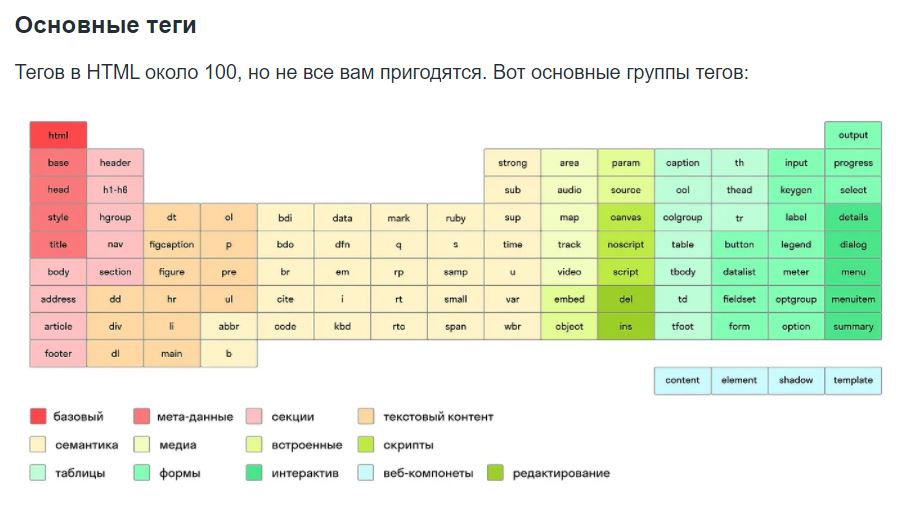 Основные теги
Тегов в HTML около 100, но не все вам пригодятся. Вот основные группы тегов:
html output
base header strong area param caption th input progress
head h1-h6 sub audio source ool thead keygen select
style hgroup dt ol bdi data mark ruby sup map canvas colgroup tr label details
title nav figcaption p bdo dfn q s time track noscript table button legend dialog
body section figure pre br em rp samp u video script tbody datalist meter menu
address dd hr ul cite i rt small var embed del td fieldset optgroup menuitem
article div li abbr code kbd rtc span wbr object ins tfoot form option summary
footer dl main b
content element shadow template
базовый мета-данные секции текстовый контент
семантика медиа встроенные скрипты
таблицы формы интерактив веб-компонеты редактирование